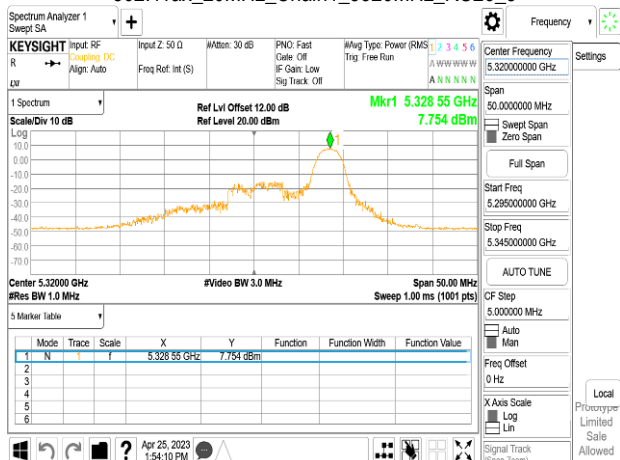 Spectrum Analyzer 1
Swept SA
Frequency
KEYSIGHT
R
Input: RF
Coupling: DC
Align: Auto
Input Z: 50 Ω
Freq Ref: Int (S)
#Atten: 30 dB
PNO: Fast
Gate: Off
IF Gain: Low
Sig Track: Off
#Avg Type: Power (RMS
Trig: Free Run
1 2 3 4 5 6
A W W W W W
A N N N N N
1 Spectrum
Scale/Div 10 dB
Log
Ref Lvl Offset 12.00 dB
Ref Level 20.00 dBm
Mkr1 5.328 55 GHz
7.754 dBm
1
10.0
0.00
-10.0
-20.0
-30.0
-40.0
-50.0
-60.0
-70.0
Center 5.32000 GHz
#Res BW 1.0 MHz
#Video BW 3.0 MHz
Span 50.00 MHz
Sweep 1.00 ms (1001 pts)
5 Marker Table
Mode Trace Scale X Y Function Function Width Function Value
1 N 1 f 5.328 55 GHz 7.754 dBm
2
3
4
5
6
Apr 25, 2023
1:54:10 PM
Center Frequency
5.320000000 GHz
Span
50.0000000 MHz
Swept Span
Zero Span
Full Span
Start Freq
5.295000000 GHz
Stop Freq
5.345000000 GHz
AUTO TUNE
CF Step
5.000000 MHz
Auto
Man
Freq Offset
0 Hz
X Axis Scale
Log
Lin
Signal Track
Settings
Local
Prototype
Limited
Sale
Allowed